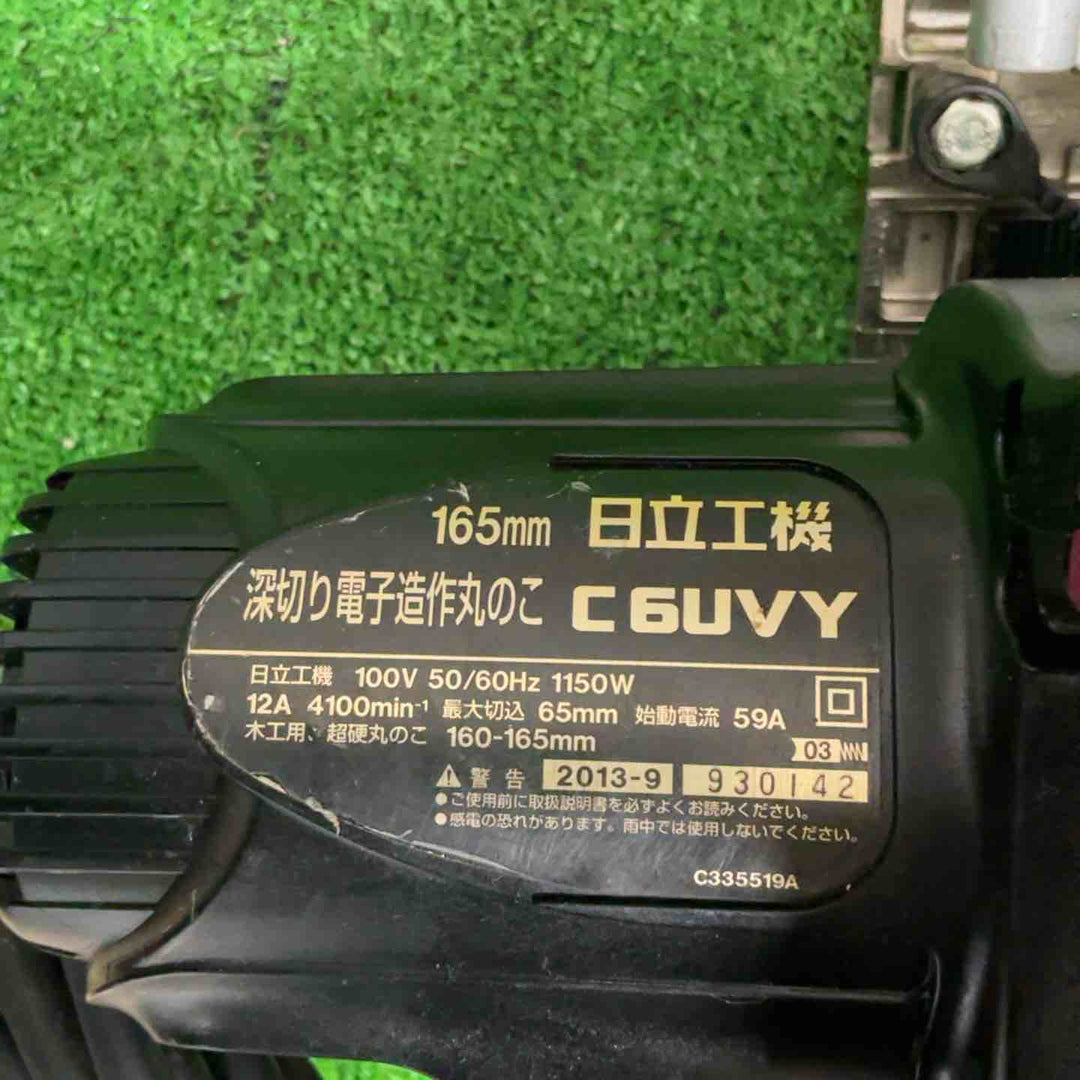 165mm 日立工機
深切り電子造作丸のこ C6UVY
日立工機 100V 50/60Hz 1150W
12A 4100min⁻¹ 最大切込 65mm 始動電流 59A
木工用、超硬丸のこ 160-165mm
03
警告 2013-9 930142
●ご使用前に取扱説明書を必ずよくお読みください。
●感電の恐れがあります。雨中では使用しないでください。
C335519A